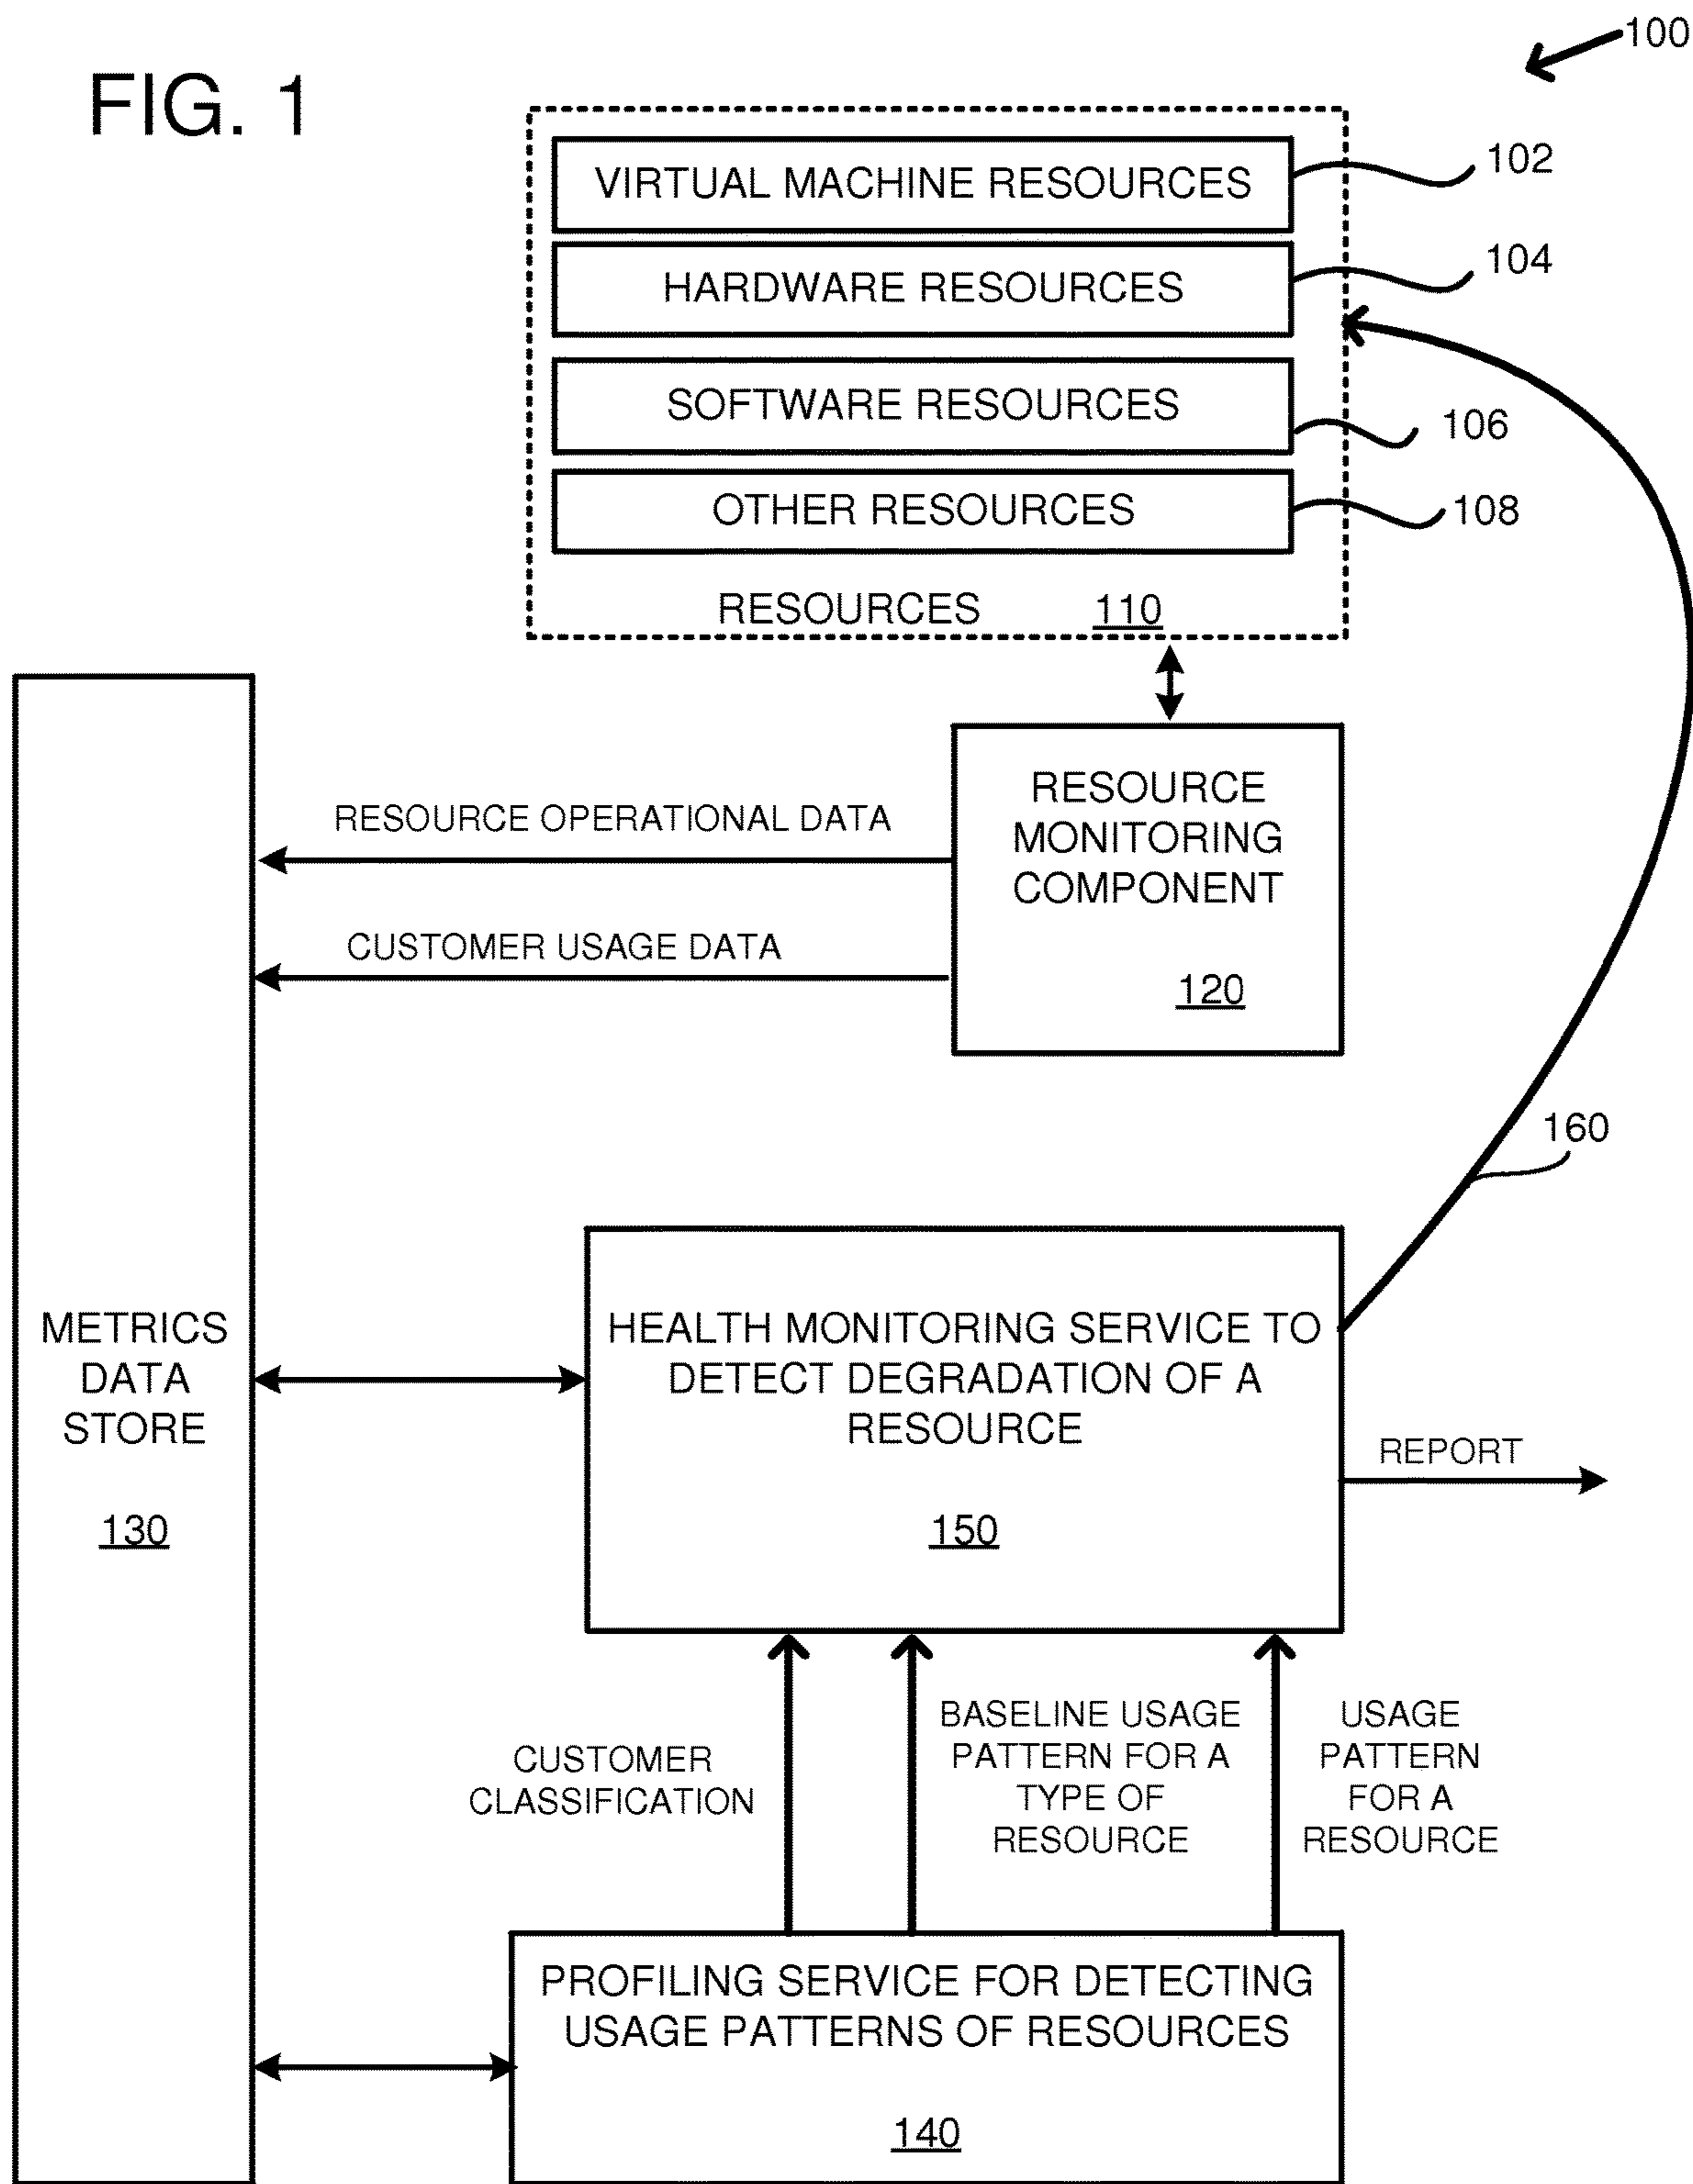 FIG. 1
100
VIRTUAL MACHINE RESOURCES
102
HARDWARE RESOURCES
104
SOFTWARE RESOURCES
106
OTHER RESOURCES
108
RESOURCES 110
RESOURCE
MONITORING
COMPONENT
120
RESOURCE OPERATIONAL DATA
CUSTOMER USAGE DATA
160
METRICS
DATA
STORE
130
HEALTH MONITORING SERVICE TO
DETECT DEGRADATION OF A
RESOURCE
150
REPORT
CUSTOMER
CLASSIFICATION
BASELINE USAGE
PATTERN FOR A
TYPE OF
RESOURCE
USAGE
PATTERN
FOR A
RESOURCE
PROFILING SERVICE FOR DETECTING
USAGE PATTERNS OF RESOURCES
140